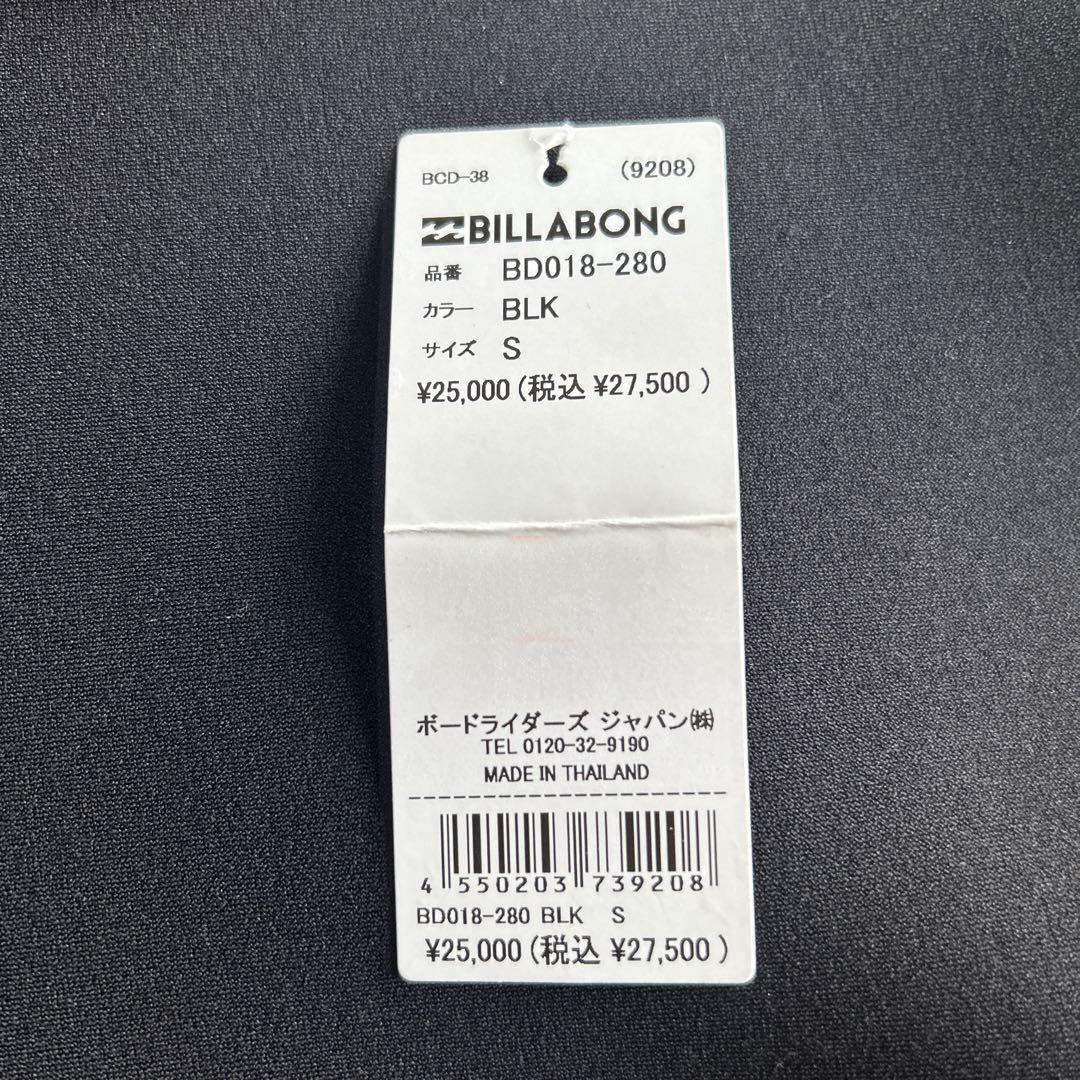 BCD-38 (9208)
BILLABONG
品番 BD018-280
カラー BLK
サイズ S
¥25,000 (税込 ¥27,500 )
ボードライダーズ ジャパン㈱
TEL 0120-32-9190
MADE IN THAILAND
4 550203 739208
BD018-280 BLK S
¥25,000 (税込 ¥27,500 )